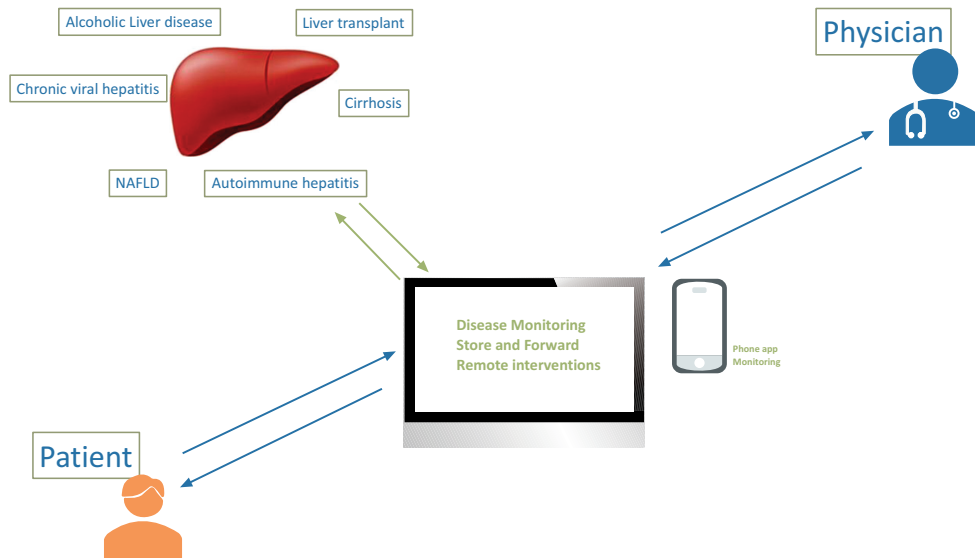 Alcoholic Liver disease
Liver transplant
Physician
Chronic viral hepatitis
Cirrhosis
NAFLD
Autoimmune hepatitis
Disease Monitoring
Store and Forward
Remote interventions
Phone app
Monitoring
Patient